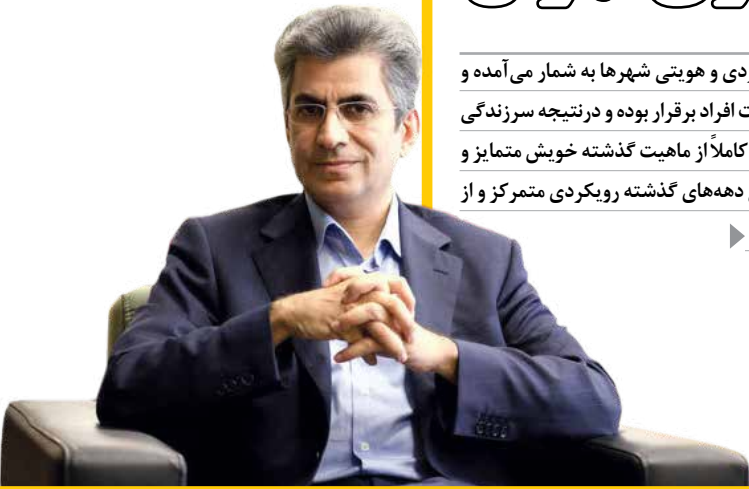 ردی و هویتی شهرها به شمار می‌آمده و
ت افراد برقرار بوده و درنتیجه سرزندگی
کاملاً از ماهیت گذشته خویش متمایز و
دهه‌های گذشته رویکردی متمرکز و از